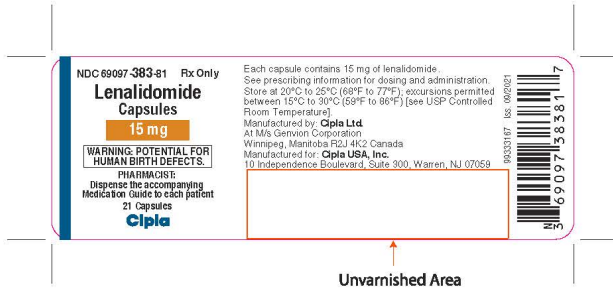 NDC 69097-383-81 Rx Only
Lenalidomide
Capsules
15 mg
WARNING: POTENTIAL FOR
HUMAN BIRTH DEFECTS.
PHARMACIST:
Dispense the accompanying
Medication Guide to each patient
21 Capsules
Cipla
Each capsule contains 15 mg of lenalidomide.
See prescribing information for dosing and administration.
Store at 20°C to 25°C (68°F to 77°F); excursions permitted
between 15°C to 30°C (59°F to 86°F) [see USP Controlled
Room Temperature].
Manufactured by: Cipla Ltd.
At M/s Genvion Corporation
Winnipeg, Manitoba R2J 4K2 Canada
Manufactured for: Cipla USA, Inc.
10 Independence Boulevard, Suite 300, Warren, NJ 07059
99333167 Iss. 09/2021
N
3 69097 38381 7
Unvarnished Area